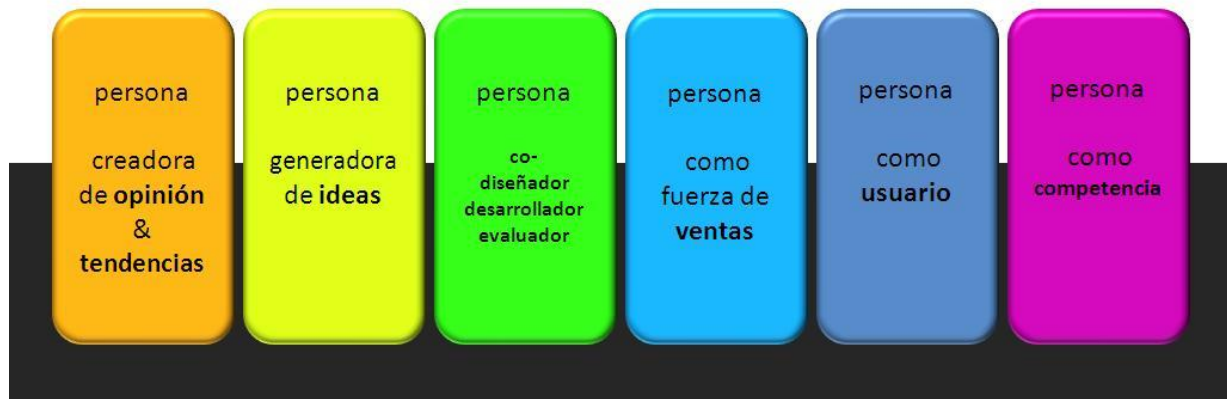 persona
creadora
de opinión
&
tendencias
persona
generadora
de ideas
persona
co-
diseñador
desarrollador
evaluador
persona
como
fuerza de
ventas
persona
como
usuario
persona
como
competencia